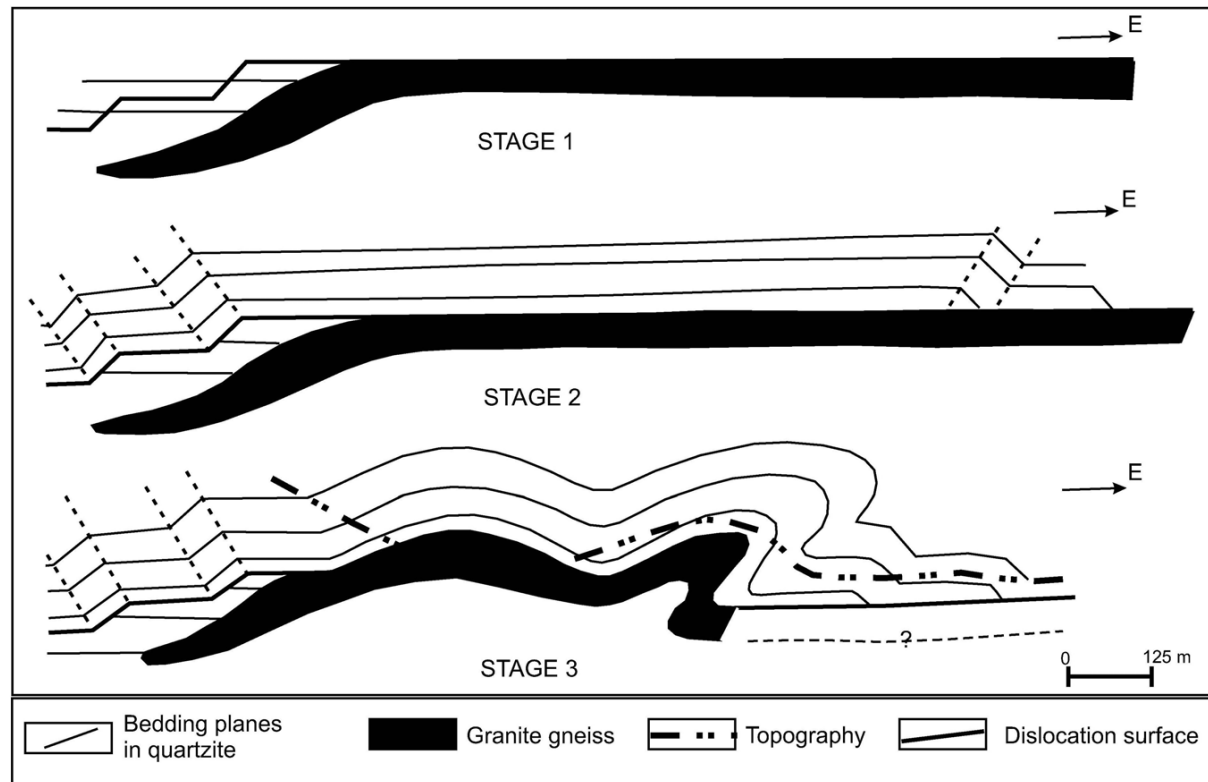 E
STAGE 1
E
STAGE 2
E
?
STAGE 3
0 125 m
Bedding planes
in quartzite
Granite gneiss
Topography
Dislocation surface